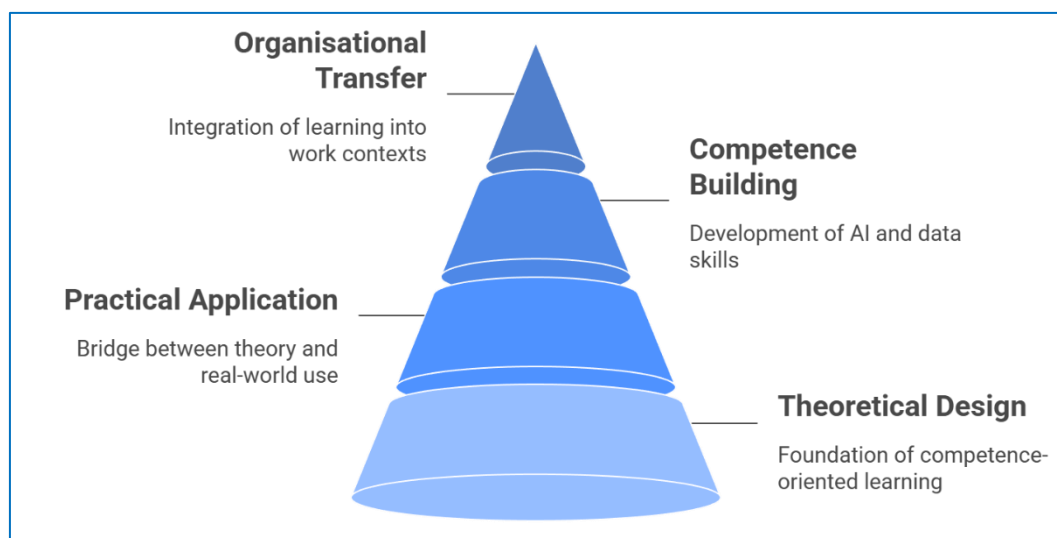 Organisational
Transfer
Integration of learning into
work contexts
Competence
Building
Development of AI and data
skills
Practical Application
Bridge between theory and
real-world use
Theoretical Design
Foundation of competence-
oriented learning